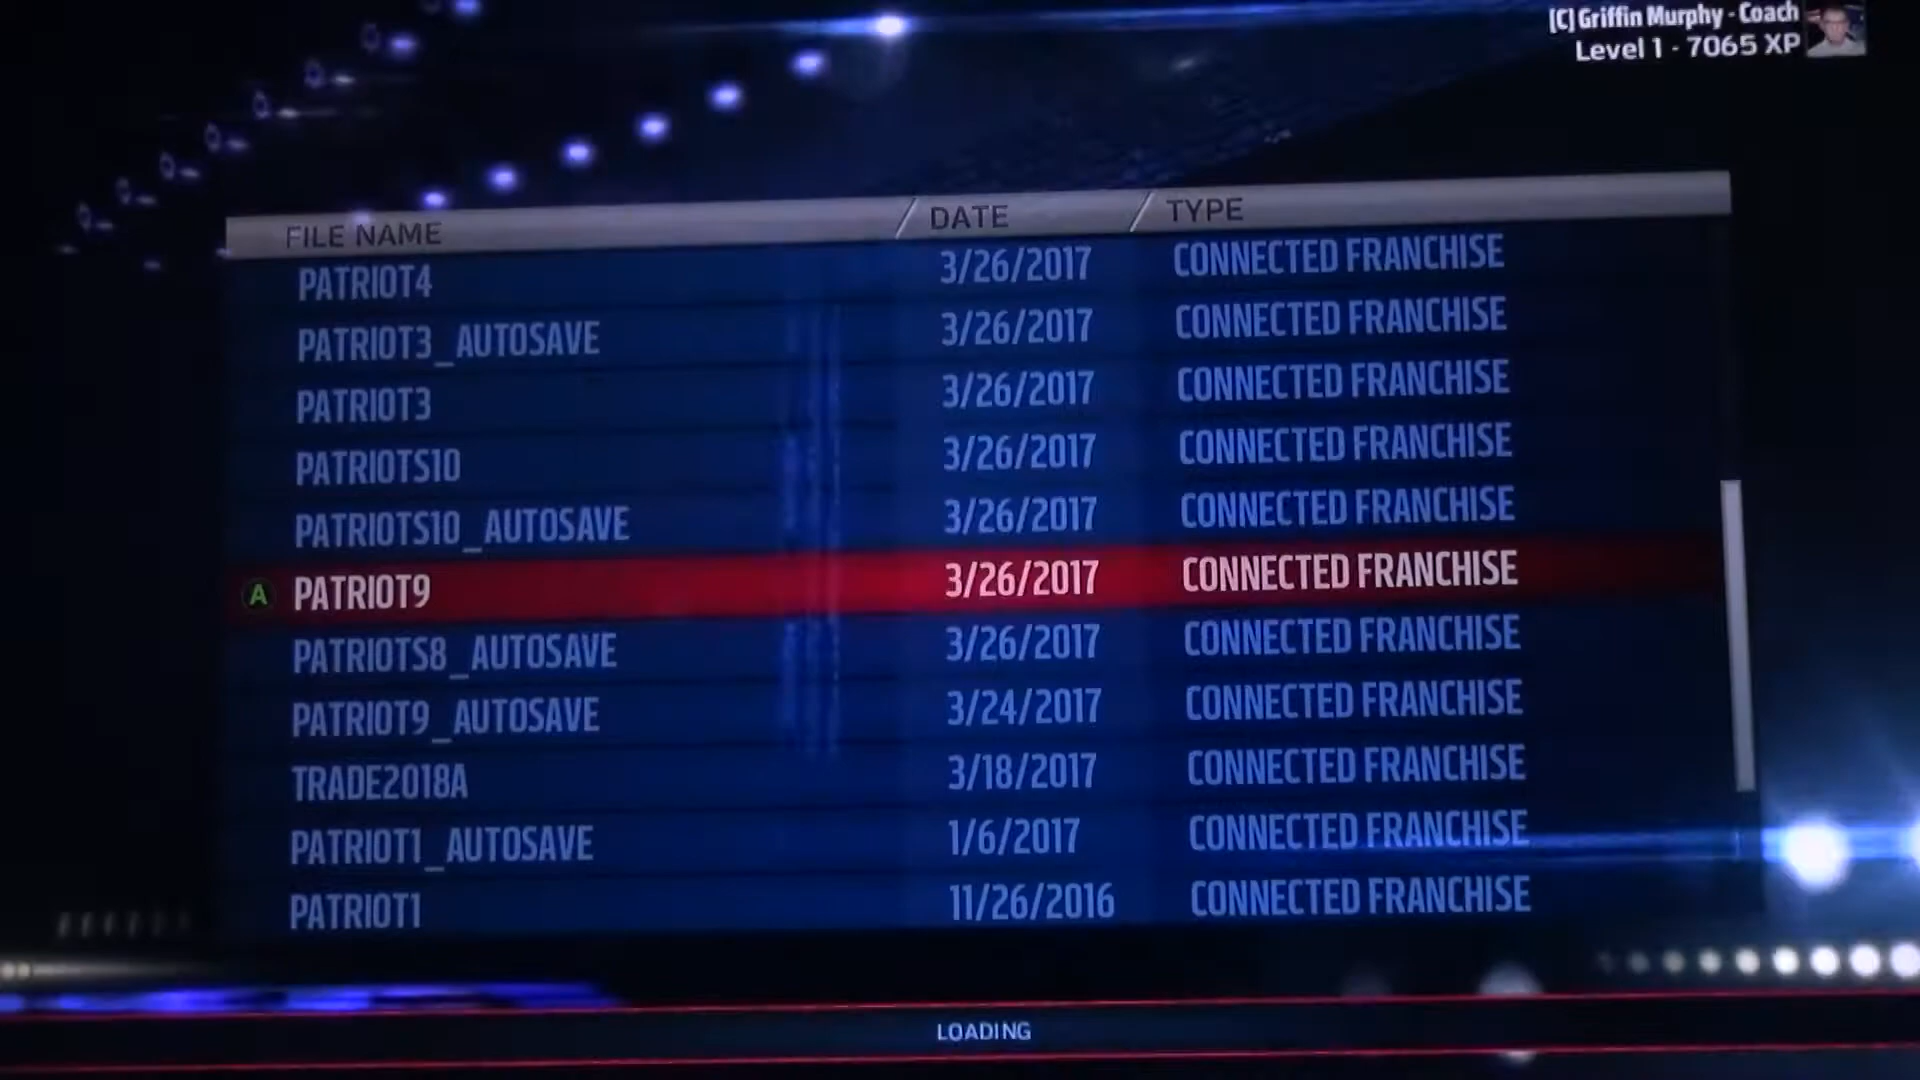 [C] Griffin Murphy - Coach
Level 1 - 7065 XP
FILE NAME / DATE / TYPE
PATRIOT4 3/26/2017 CONNECTED FRANCHISE
PATRIOT3_AUTOSAVE 3/26/2017 CONNECTED FRANCHISE
PATRIOT3 3/26/2017 CONNECTED FRANCHISE
PATRIOTS10 3/26/2017 CONNECTED FRANCHISE
PATRIOTS10_AUTOSAVE 3/26/2017 CONNECTED FRANCHISE
A PATRIOT9 3/26/2017 CONNECTED FRANCHISE
PATRIOTS8_AUTOSAVE 3/26/2017 CONNECTED FRANCHISE
PATRIOT9_AUTOSAVE 3/24/2017 CONNECTED FRANCHISE
TRADE2018A 3/18/2017 CONNECTED FRANCHISE
PATRIOT1_AUTOSAVE 1/6/2017 CONNECTED FRANCHISE
PATRIOT1 11/26/2016 CONNECTED FRANCHISE
LOADING